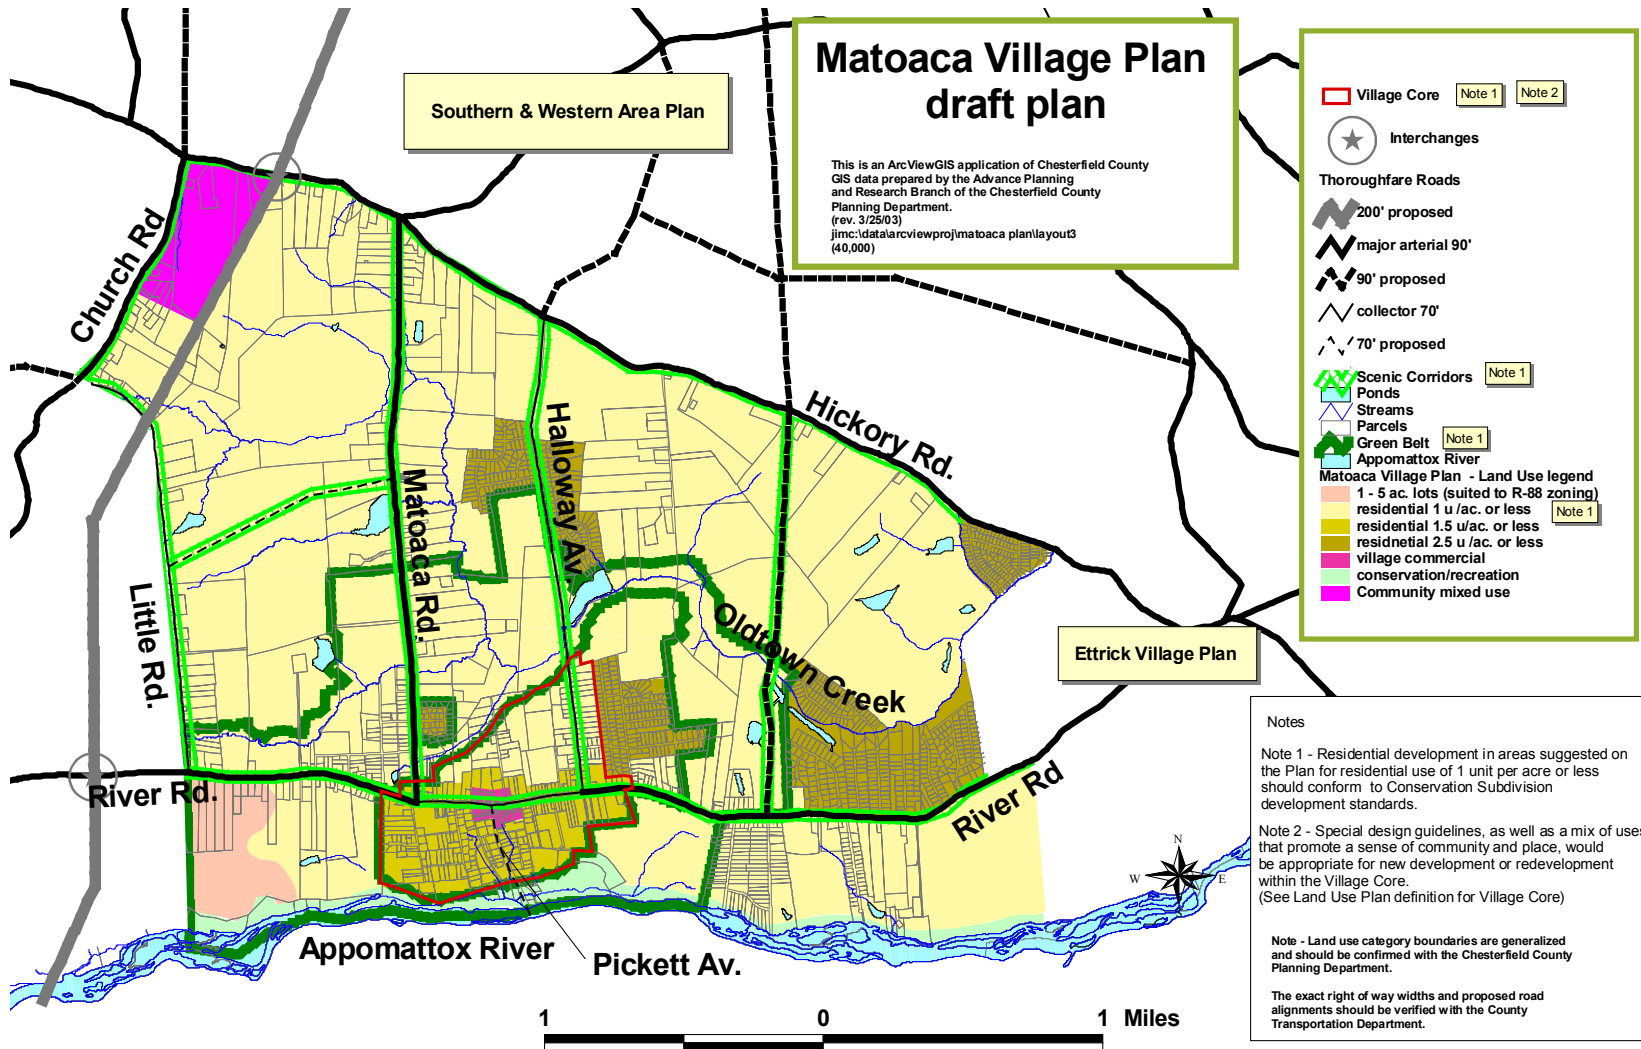 Matoaca Village Plan
draft plan
This is an ArcViewGIS application of Chesterfield County
GIS data prepared by the Advance Planning
and Research Branch of the Chesterfield County
Planning Department.
(rev. 3/25/03)
jimc:\data\arcviewproj\matoaca plan\layout3
(40,000)
Southern & Western Area Plan
Village Core
Note 1
Note 2
Interchanges
Thoroughfare Roads
200' proposed
major arterial 90'
90' proposed
collector 70'
70' proposed
Scenic Corridors
Note 1
Ponds
Streams
Parcels
Green Belt
Note 1
Appomattox River
Matoaca Village Plan - Land Use legend
1 - 5 ac. lots (suited to R-88 zoning)
residential 1 u /ac. or less
Note 1
residential 1.5 u/ac. or less
residnetial 2.5 u /ac. or less
village commercial
conservation/recreation
Community mixed use
Church Rd
Hickory Rd.
Halloway Av.
Matoaca Rd.
Little Rd.
Oldtown Creek
Ettrick Village Plan
River Rd.
River Rd
Appomattox River
Pickett Av.
N
W
E
S
1
0
1 Miles
Notes
Note 1 - Residential development in areas suggested on
the Plan for residential use of 1 unit per acre or less
should conform to Conservation Subdivision
development standards.
Note 2 - Special design guidelines, as well as a mix of uses
that promote a sense of community and place, would
be appropriate for new development or redevelopment
within the Village Core.
(See Land Use Plan definition for Village Core)
Note - Land use category boundaries are generalized
and should be confirmed with the Chesterfield County
Planning Department.
The exact right of way widths and proposed road
alignments should be verified with the County
Transportation Department.